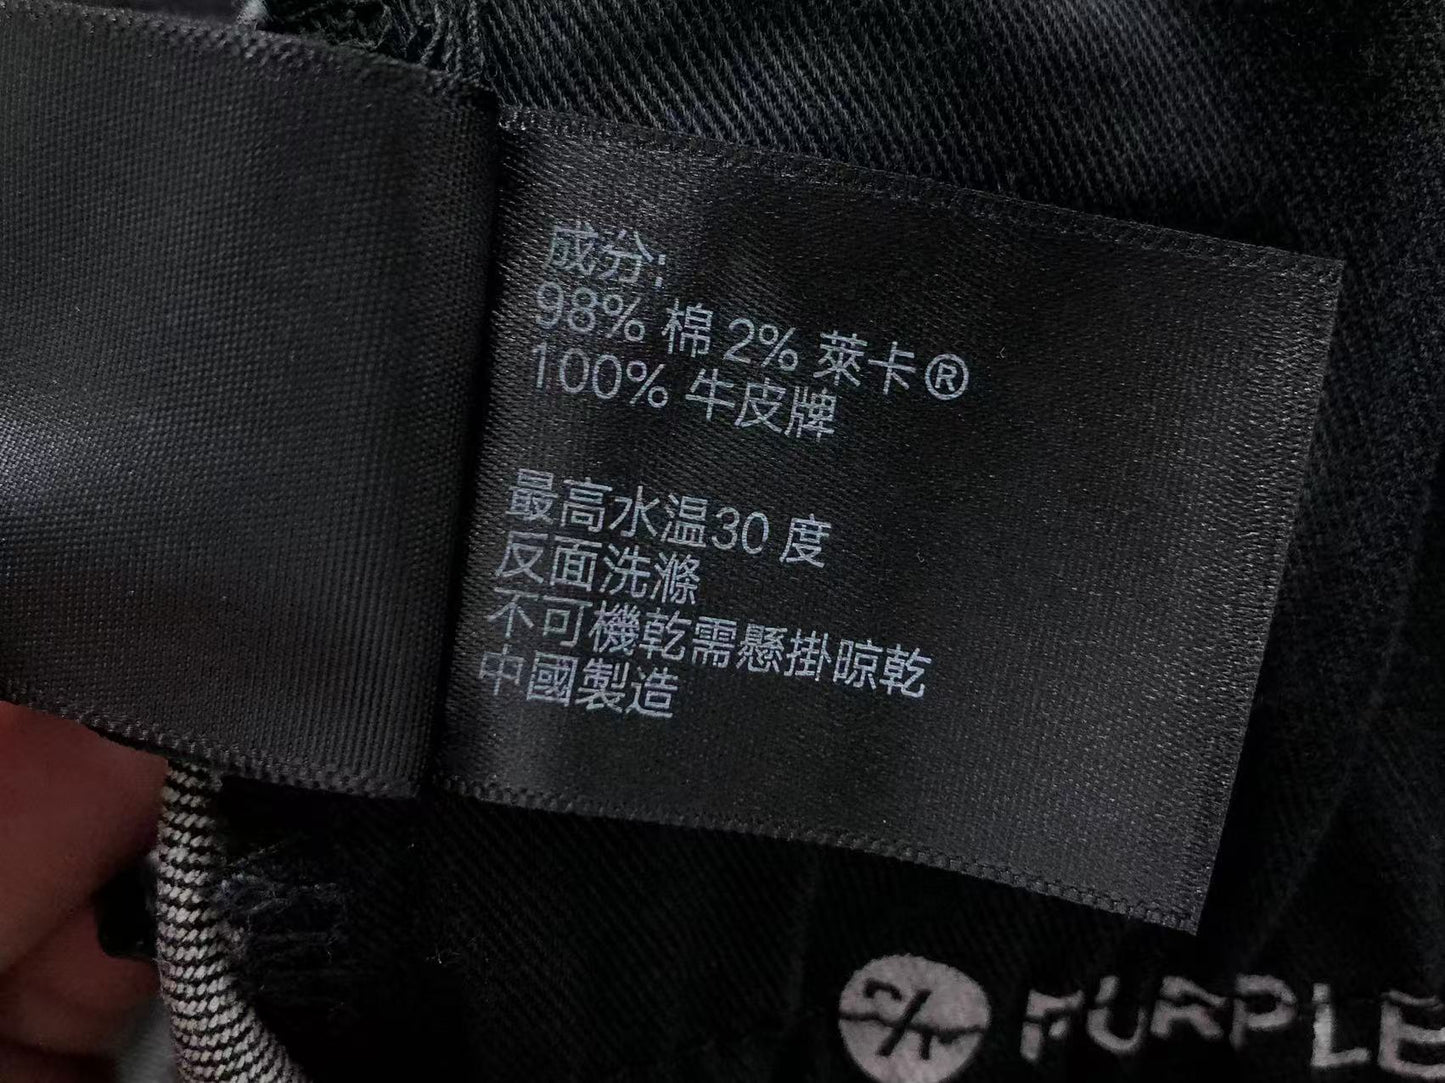 成分:
98% 棉 2% 萊卡®
100% 牛皮牌
最高水温30 度
反面洗滌
不可機乾需懸掛晾乾
中國製造
PURPLE